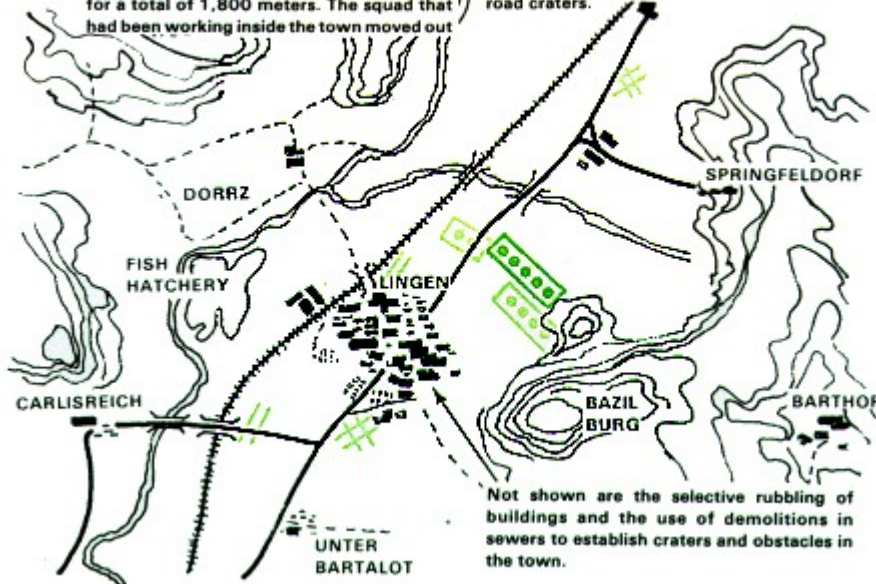 for a total of 1,800 meters. The squad that
had been working inside the town moved out
road craters.
SPRINGFELDORF
DORRZ
FISH
HATCHERY
LINGEN
CARLISREICH
BAZIL
BURG
BARTHOF
Not shown are the selective rubbling of
buildings and the use of demolitions in
sewers to establish craters and obstacles in
the town.
UNTER
BARTALOT